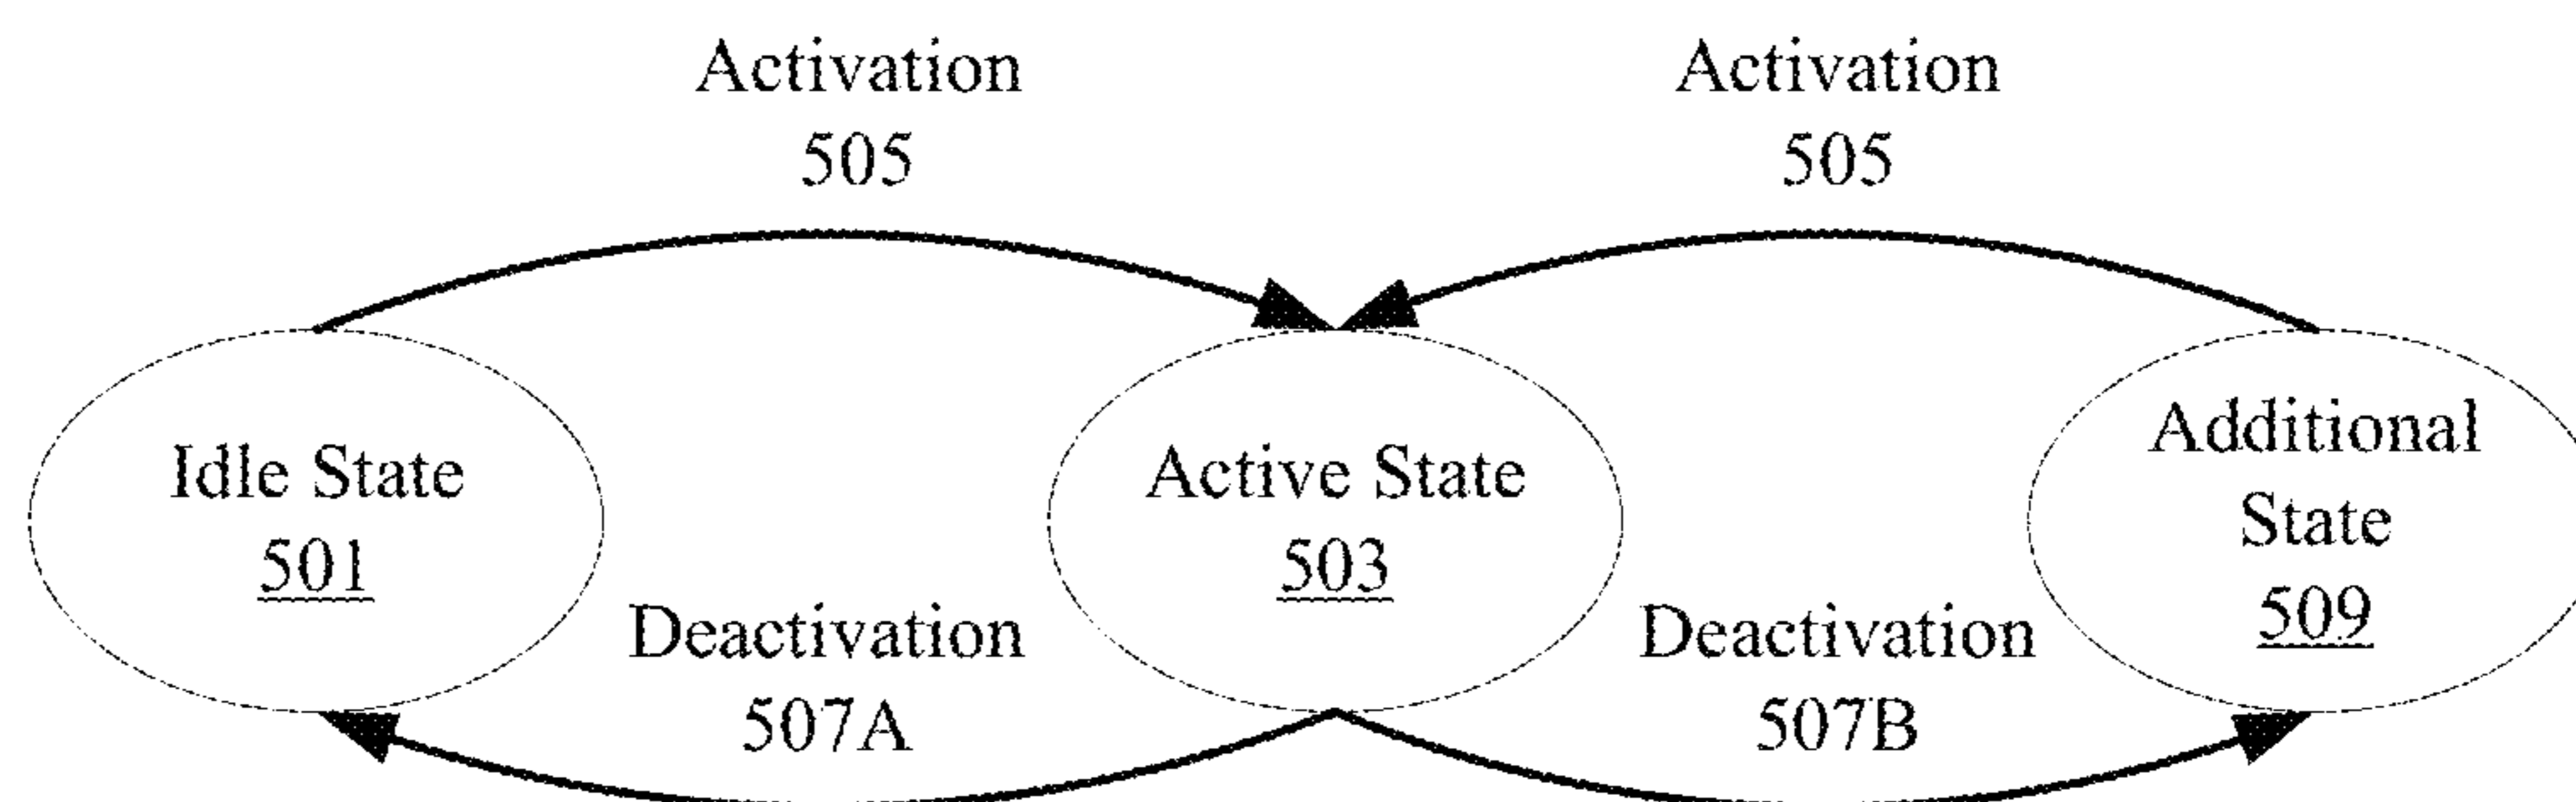 Activation
505
Activation
505
Idle State
501
Active State
503
Additional
State
509
Deactivation
507A
Deactivation
507B